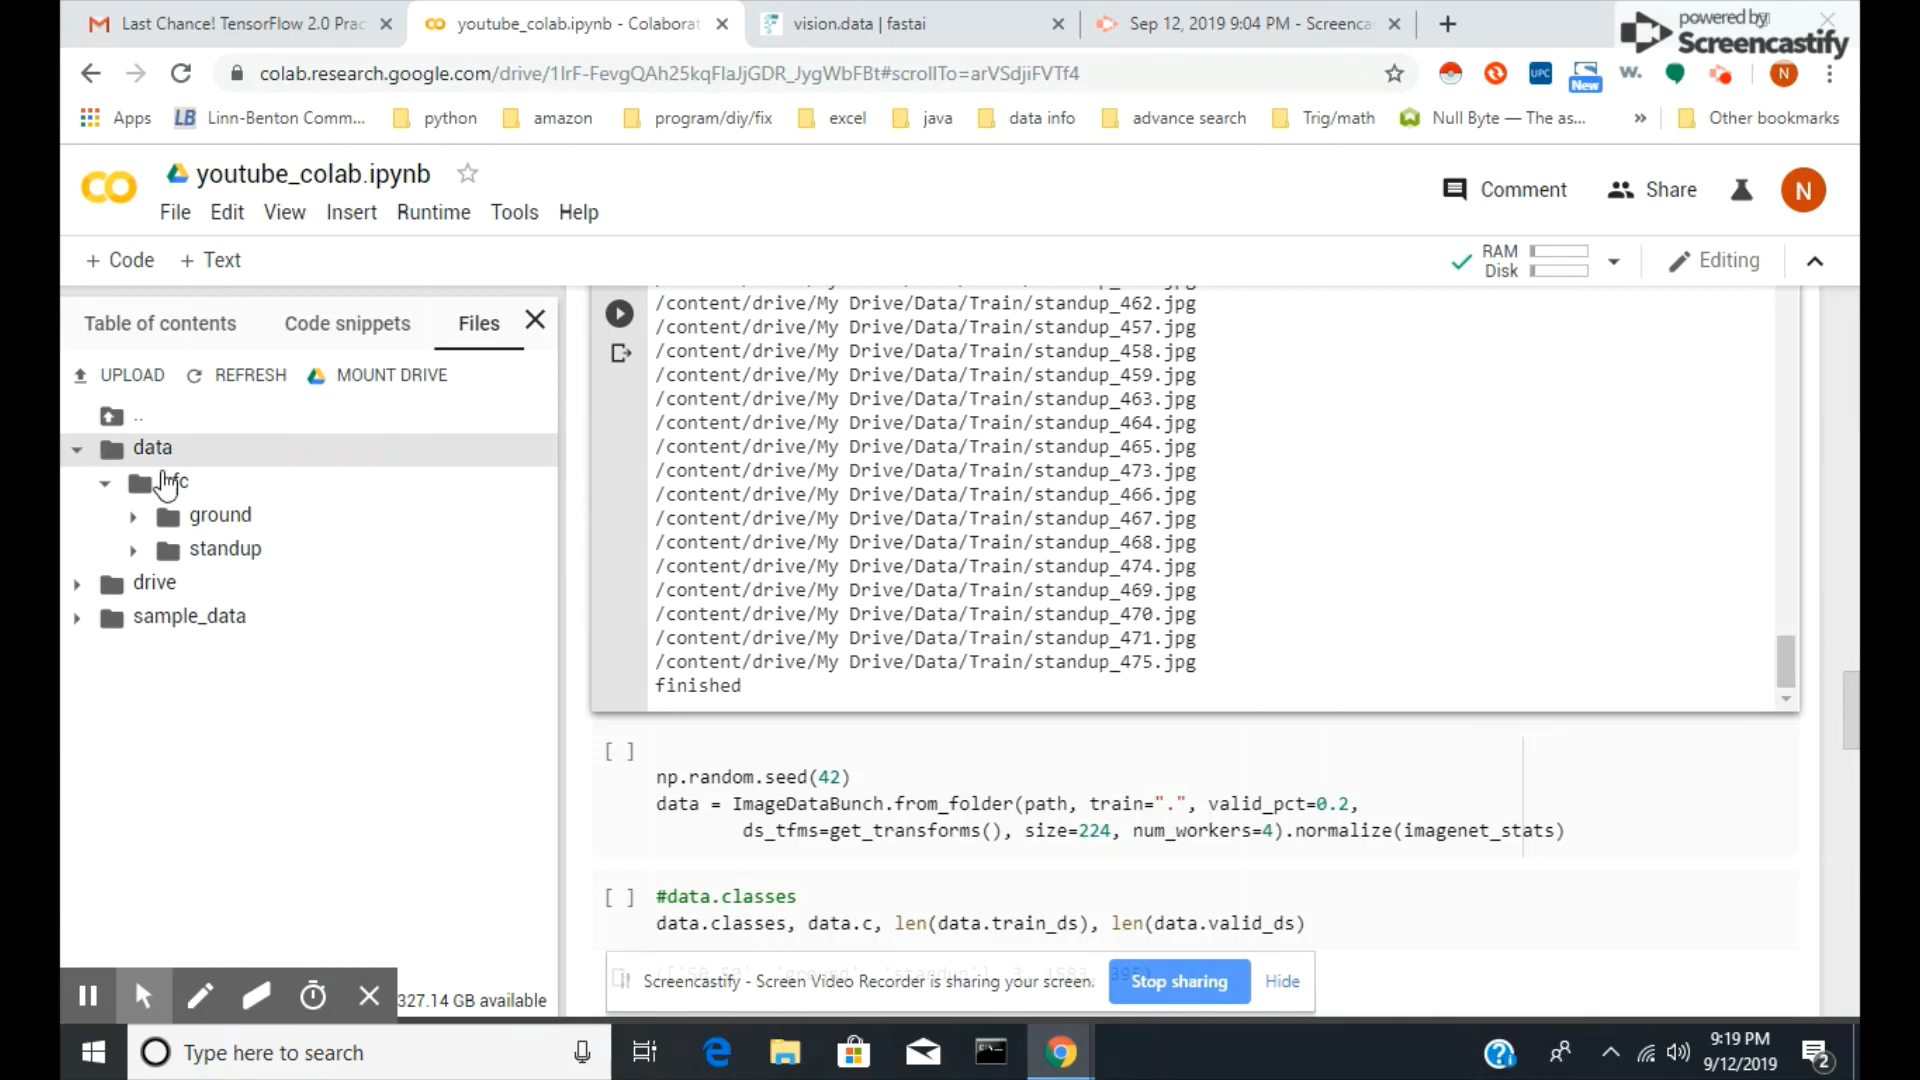 Last Chance! TensorFlow 2.0 Prac
youtube_colab.ipynb - Colaborat
vision.data | fastai
Sep 12, 2019 9:04 PM - Screenca
powered by
Screencastify
colab.research.google.com/drive/1IrF-FevgQAh25kqFlaJjGDR_JygWbFBt#scrollTo=arVSdjiFVTf4
UPC
New
w.
N
Apps
LB
Linn-Benton Comm...
python
amazon
program/diy/fix
excel
java
data info
advance search
Trig/math
Null Byte — The as...
»
Other bookmarks
CO
youtube_colab.ipynb
Comment
Share
N
File Edit View Insert Runtime Tools Help
+ Code + Text
RAM
Disk
Editing
Table of contents
Code snippets
Files
UPLOAD
REFRESH
MOUNT DRIVE
..
data
ground
standup
drive
sample_data
327.14 GB available
/content/drive/My Drive/Data/Train/standup_462.jpg
/content/drive/My Drive/Data/Train/standup_457.jpg
/content/drive/My Drive/Data/Train/standup_458.jpg
/content/drive/My Drive/Data/Train/standup_459.jpg
/content/drive/My Drive/Data/Train/standup_463.jpg
/content/drive/My Drive/Data/Train/standup_464.jpg
/content/drive/My Drive/Data/Train/standup_465.jpg
/content/drive/My Drive/Data/Train/standup_473.jpg
/content/drive/My Drive/Data/Train/standup_466.jpg
/content/drive/My Drive/Data/Train/standup_467.jpg
/content/drive/My Drive/Data/Train/standup_468.jpg
/content/drive/My Drive/Data/Train/standup_474.jpg
/content/drive/My Drive/Data/Train/standup_469.jpg
/content/drive/My Drive/Data/Train/standup_470.jpg
/content/drive/My Drive/Data/Train/standup_471.jpg
/content/drive/My Drive/Data/Train/standup_475.jpg
finished
[ ]
np.random.seed(42)
data = ImageDataBunch.from_folder(path, train=".", valid_pct=0.2,
ds_tfms=get_transforms(), size=224, num_workers=4).normalize(imagenet_stats)
[ ] #data.classes
data.classes, data.c, len(data.train_ds), len(data.valid_ds)
Screencastify - Screen Video Recorder is sharing your screen.
Stop sharing
Hide
Type here to search
9:19 PM
9/12/2019
2